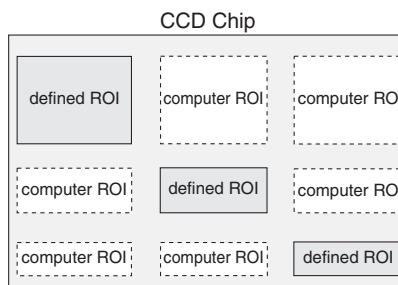 CCD Chip
defined ROI computer ROI computer RO
computer ROI defined ROI computer RO
computer ROI computer ROI defined ROI